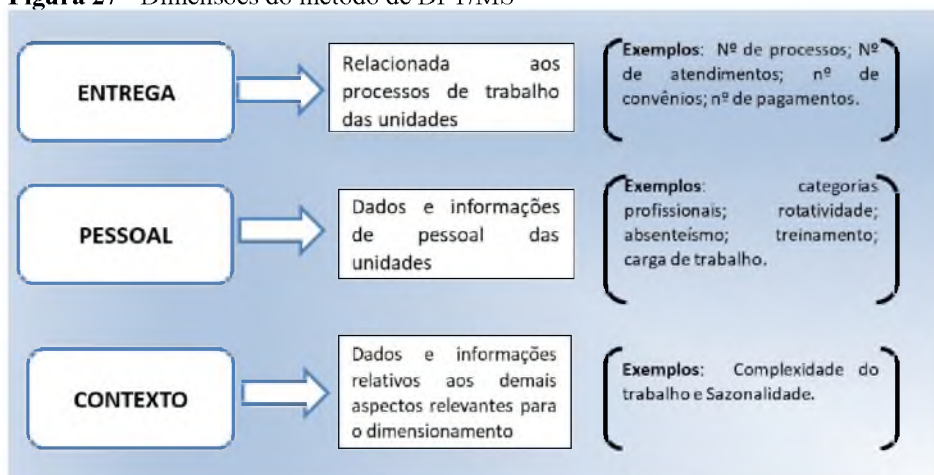 Figura 27 - Dimensões do método de DFT/MS
ENTREGA
Relacionada aos
processos de trabalho
das unidades
Exemplos: Nº de processos; Nº
de atendimentos; nº de
convênios; nº de pagamentos.
PESSOAL
Dados e informações
de pessoal das
unidades
Exemplos: categorias
profissionais; rotatividade;
absenteísmo; treinamento;
carga de trabalho.
CONTEXTO
Dados e informações
relativos aos demais
aspectos relevantes para
o dimensionamento
Exemplos: Complexidade do
trabalho e Sazonalidade.